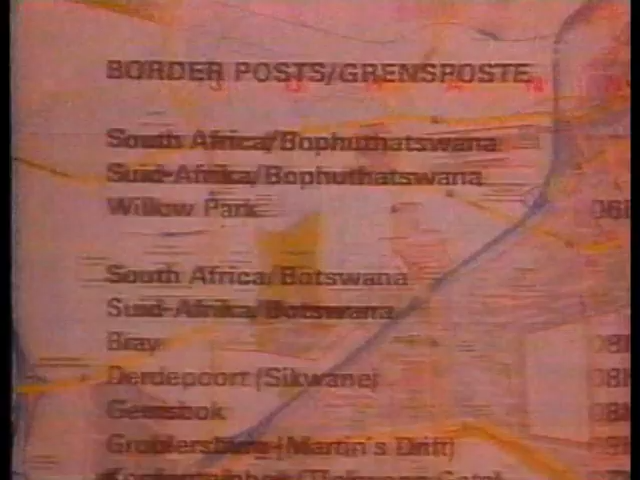 BORDER POSTS/GRENSPOSTE
South Africa/Bophuthatswana
Suid-Afrika/Bophuthatswana
Willow Park
South Africa/Botswana
Suid-Afrika/Botswana
Bray
Derdepoort (Sikwane)
Gemsbok
Groblersburg (Martin's Drift)